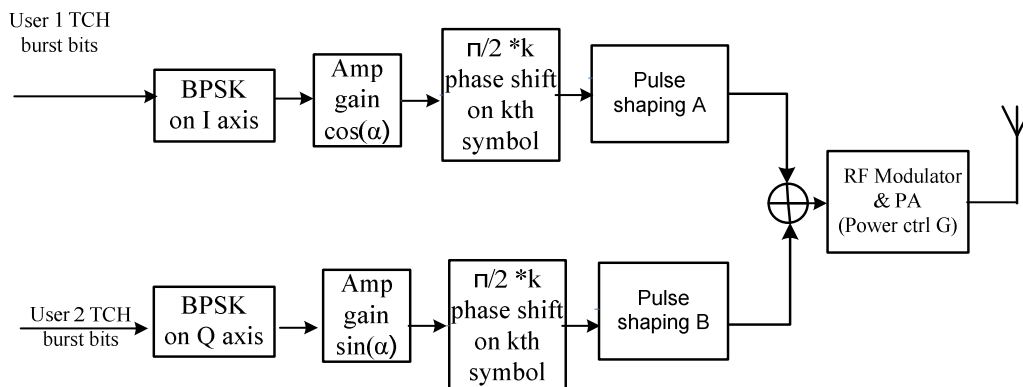 User 1 TCH
burst bits
BPSK
on I axis
Amp
gain
cos(α)
π/2 *k
phase shift
on kth
symbol
Pulse
shaping A
RF Modulator
& PA
(Power ctrl G)
User 2 TCH
burst bits
BPSK
on Q axis
Amp
gain
sin(α)
π/2 *k
phase shift
on kth
symbol
Pulse
shaping B